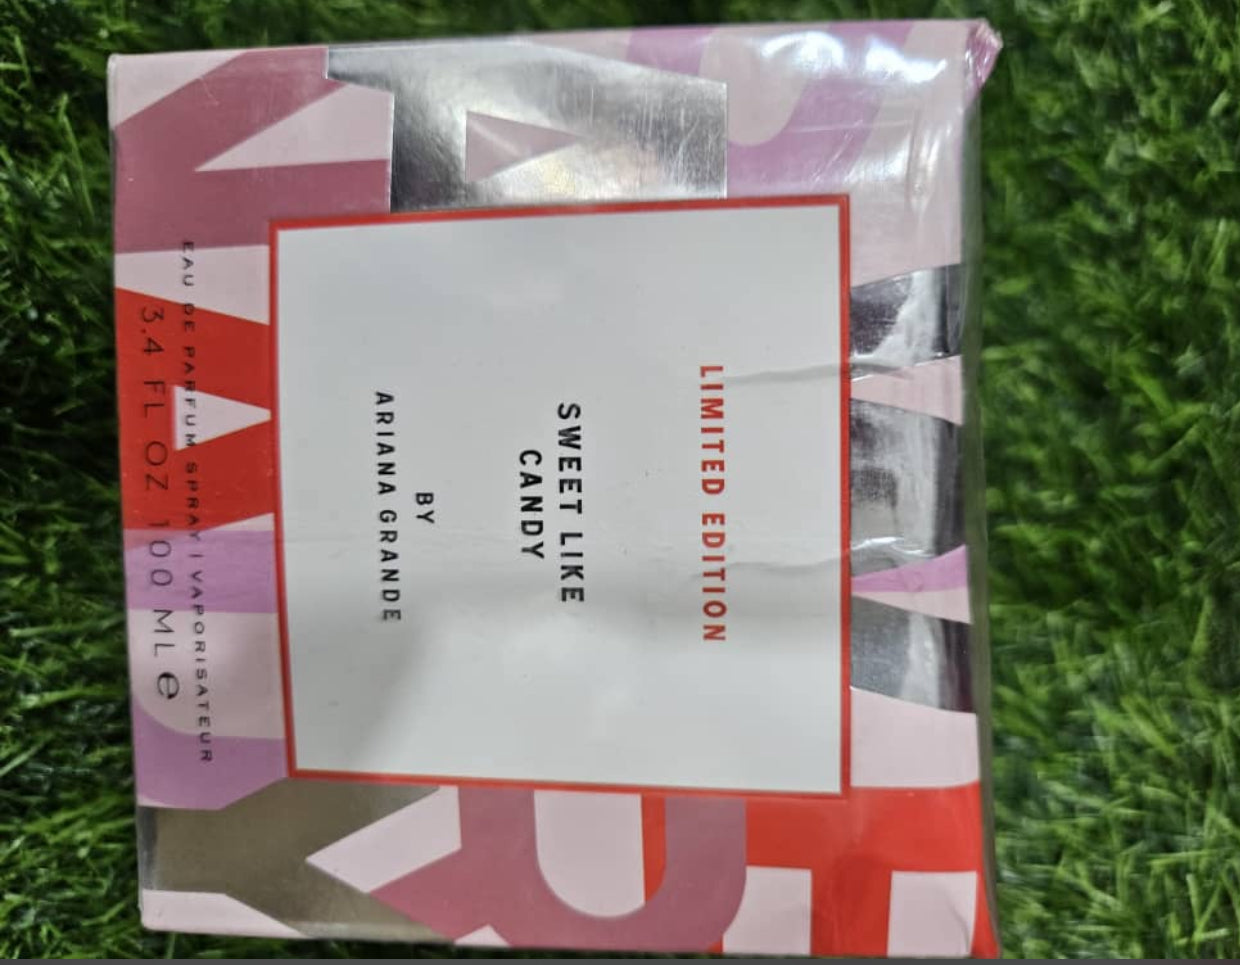 LIMITED EDITION
SWEET LIKE
CANDY
BY
ARIANA GRANDE
EAU DE PARFUM SPRAY | VAPORISATEUR
3.4 FL OZ 100 ML e